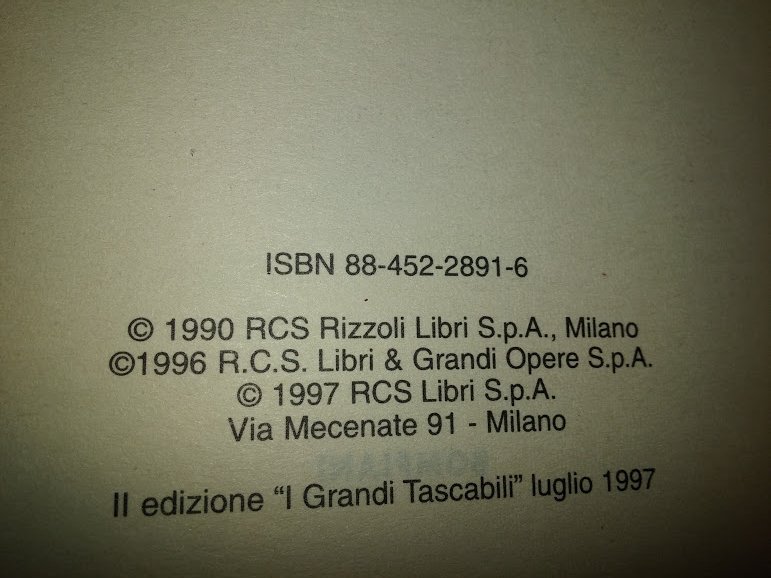 ISBN 88-452-2891-6
© 1990 RCS Rizzoli Libri S.p.A., Milano
©1996 R.C.S. Libri & Grandi Opere S.p.A.
© 1997 RCS Libri S.p.A.
Via Mecenate 91 - Milano
II edizione “I Grandi Tascabili” luglio 1997